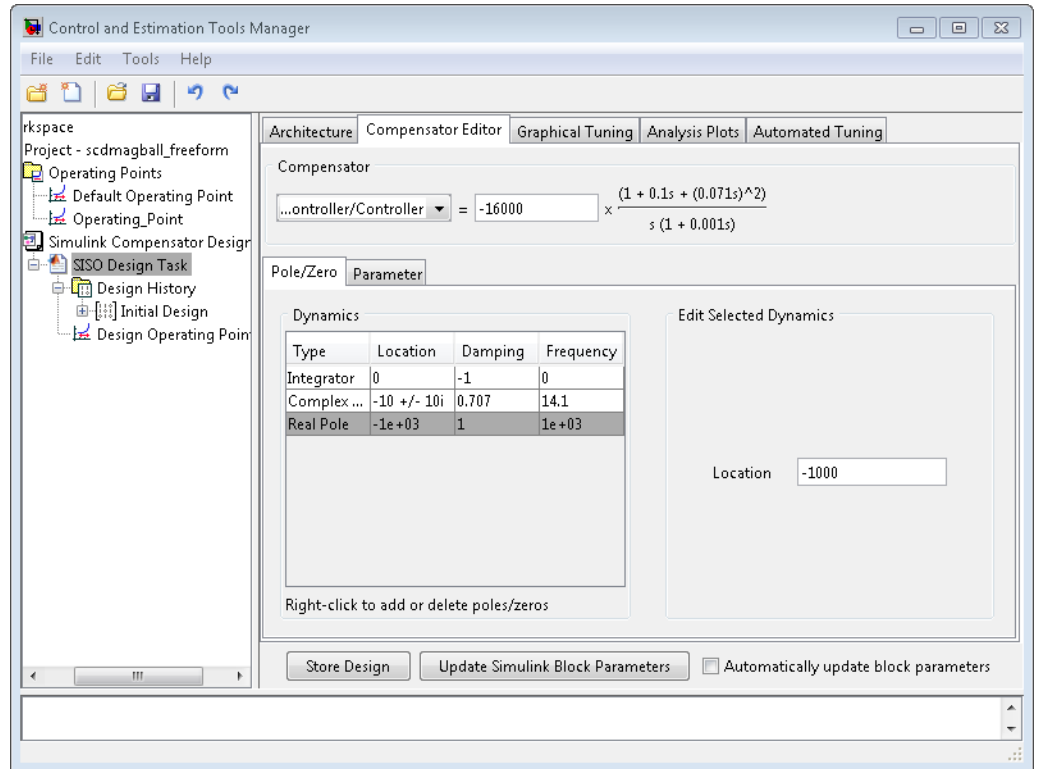 Control and Estimation Tools Manager
File Edit Tools Help
rkspace
Project - scdmagball_freeform
Operating Points
Default Operating Point
Operating_Point
Simulink Compensator Design
SISO Design Task
Design History
Initial Design
Design Operating Poin
Architecture Compensator Editor Graphical Tuning Analysis Plots Automated Tuning
Compensator
...ontroller/Controller = -16000 x (1 + 0.1s + (0.071s)^2)
s (1 + 0.001s)
Pole/Zero Parameter
Dynamics
Type Location Damping Frequency
Integrator 0 -1 0
Complex ... -10 +/- 10i 0.707 14.1
Real Pole -1e+03 1 1e+03
Right-click to add or delete poles/zeros
Edit Selected Dynamics
Location -1000
Store Design Update Simulink Block Parameters Automatically update block parameters